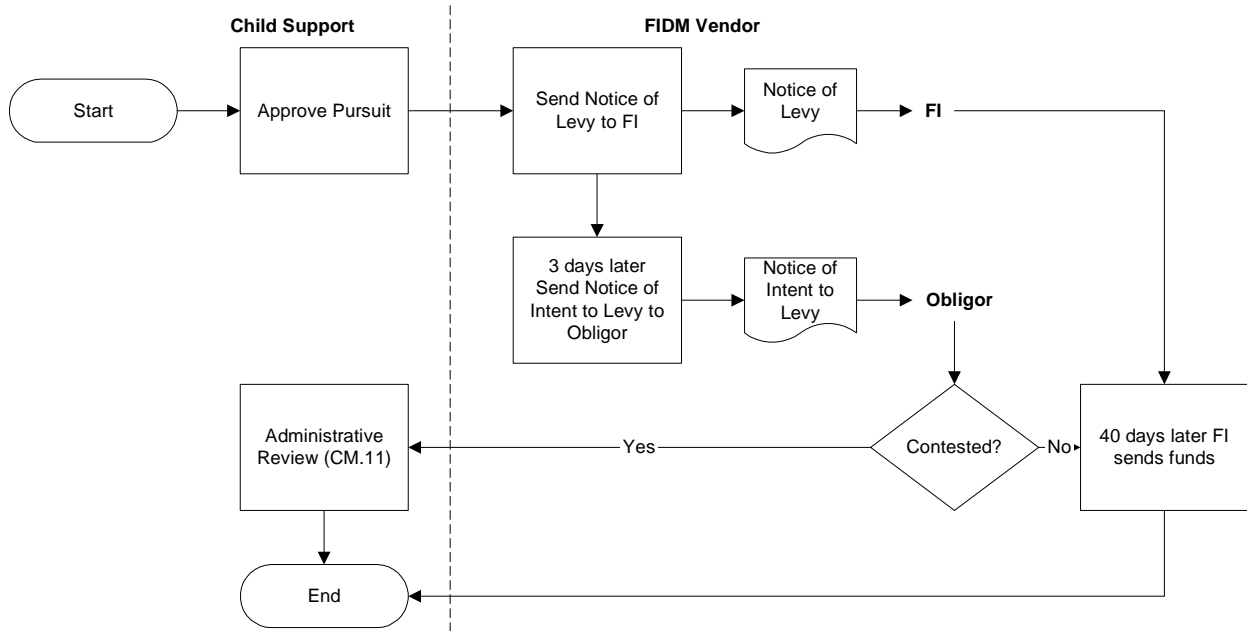 Child Support
FIDM Vendor
Start
Approve Pursuit
Send Notice of
Levy to FI
Notice of
Levy
FI
3 days later
Send Notice of
Intent to Levy to
Obligor
Notice of
Intent to
Levy
Obligor
Administrative
Review (CM.11)
Yes
Contested?
No
40 days later FI
sends funds
End